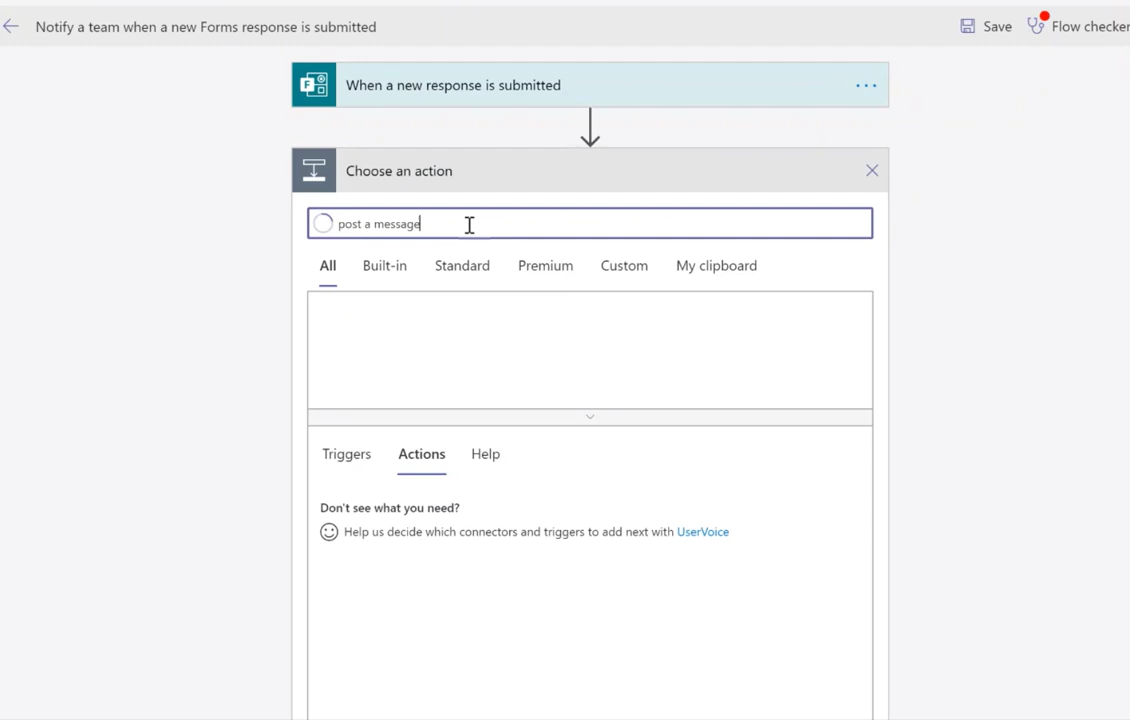 Notify a team when a new Forms response is submitted
Save
Flow checker
F
When a new response is submitted
Choose an action
post a message
All
Built-in
Standard
Premium
Custom
My clipboard
Triggers
Actions
Help
Don't see what you need?
Help us decide which connectors and triggers to add next with UserVoice